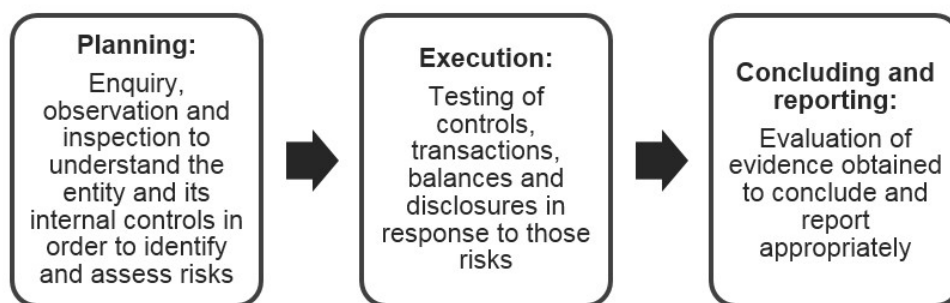 Planning:
Enquiry,
observation and
inspection to
understand the
entity and its
internal controls in
order to identify
and assess risks
Execution:
Testing of
controls,
transactions,
balances and
disclosures in
response to those
risks
Concluding and
reporting:
Evaluation of
evidence obtained
to conclude and
report
appropriately